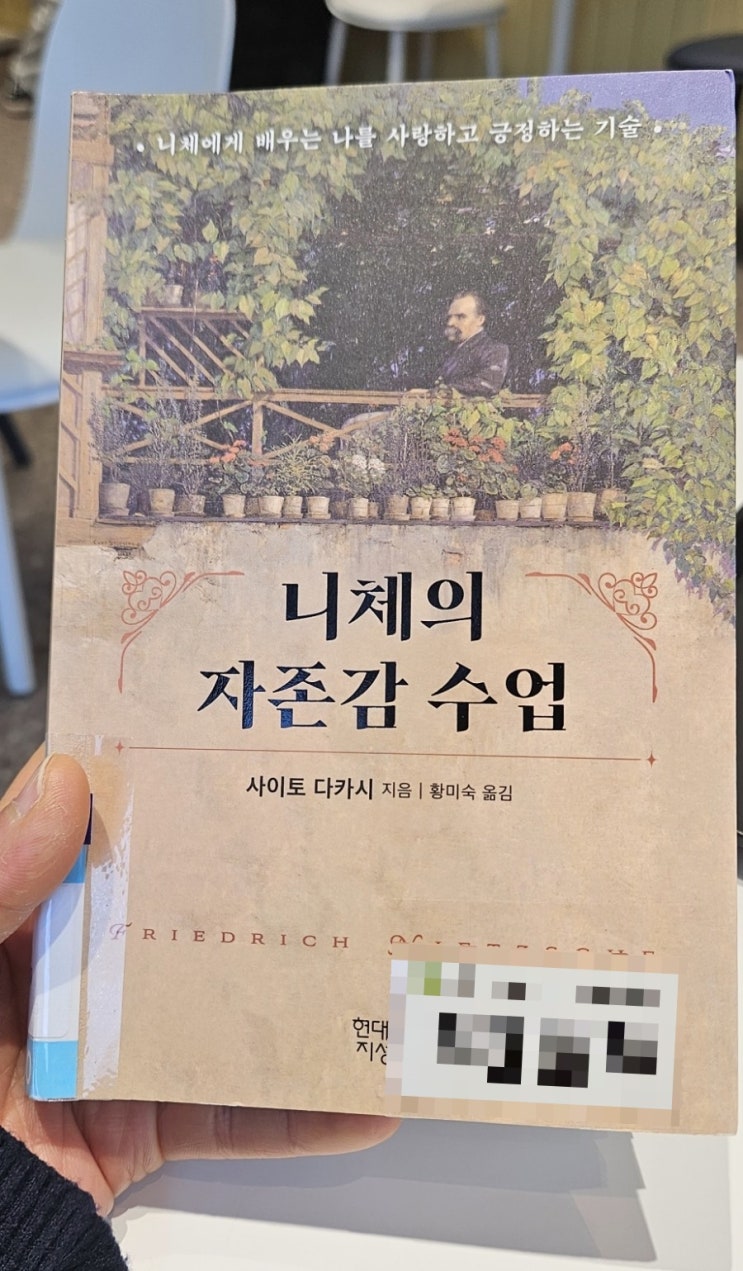 • 니체에게 배우는 나를 사랑하고 긍정하는 기술 •
니체의
자존감 수업
사이토 다카시 지음 | 황미숙 옮김
FRIEDRICH NIETZSCHE
현대
지성